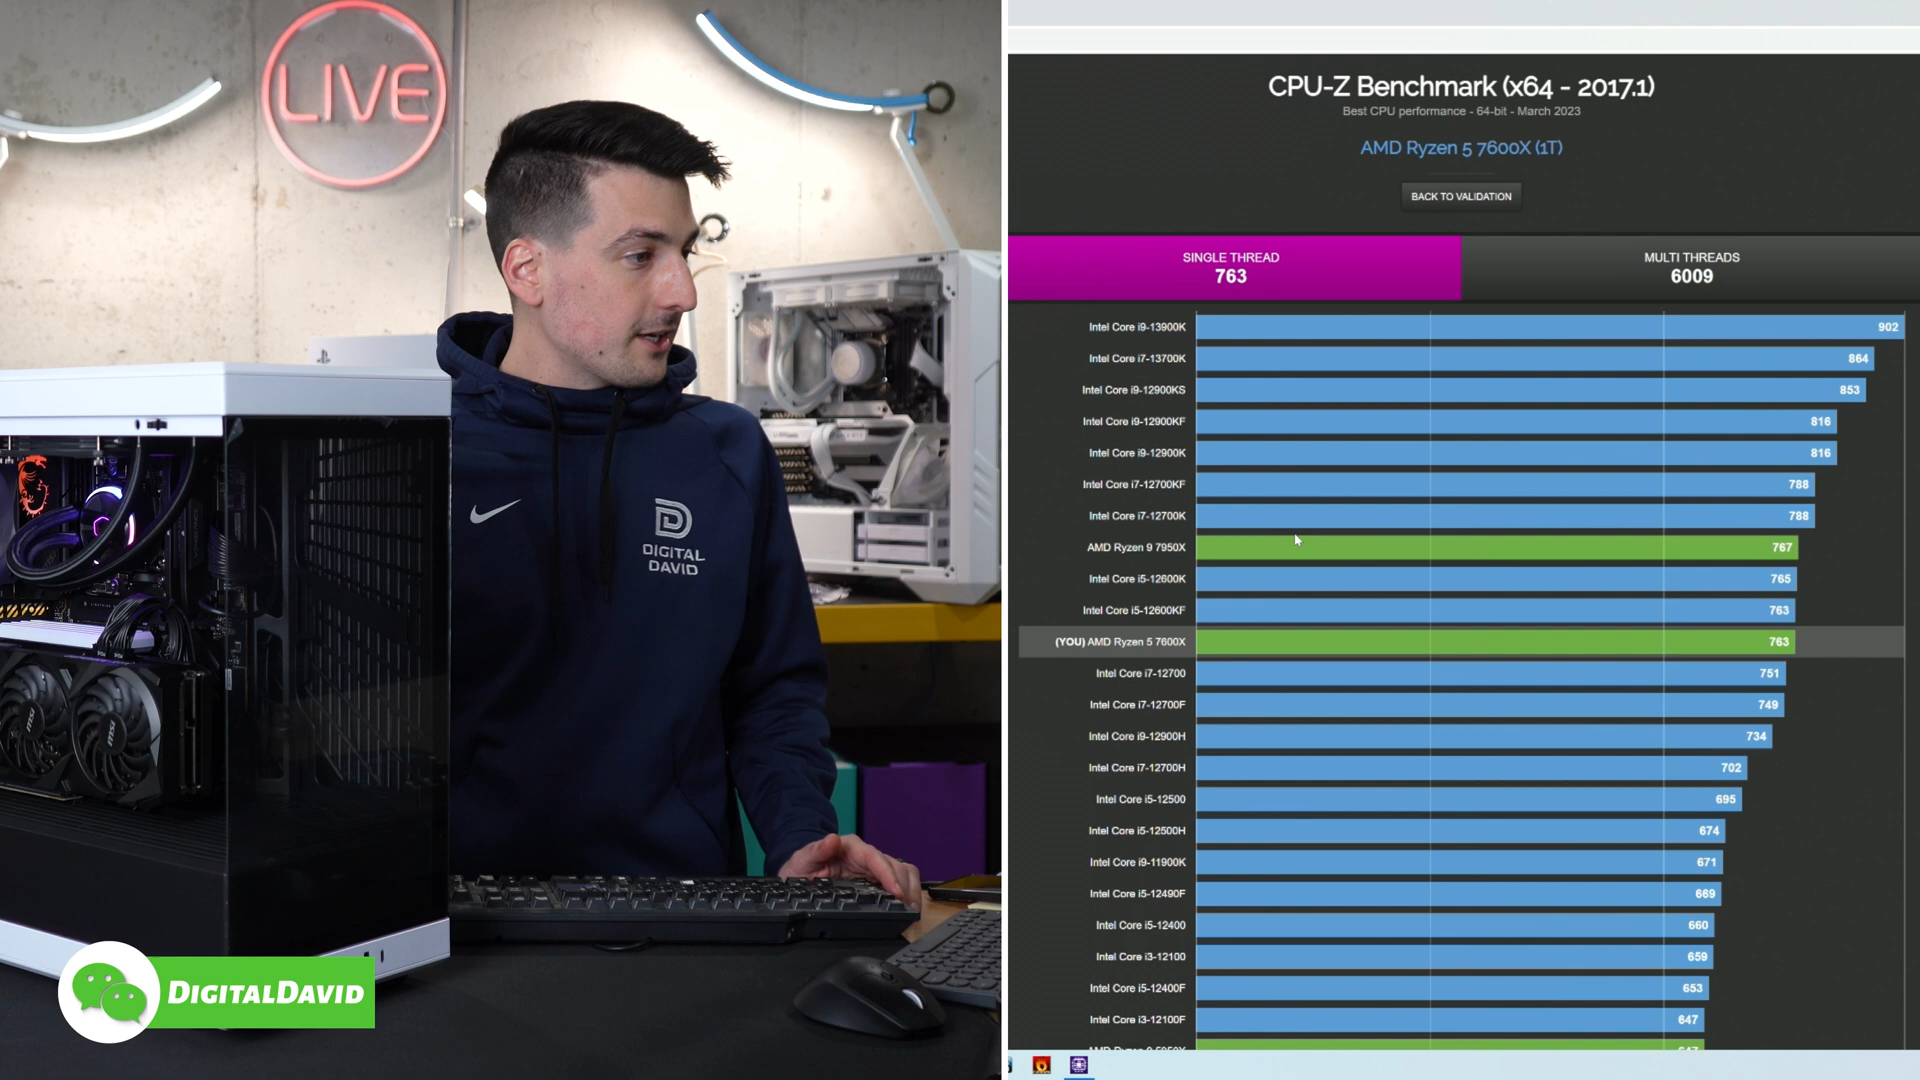 LIVE
DIGITAL
DAVID
msi
msi
DIGITALDAVID
CPU-Z Benchmark (x64 - 2017.1)
Best CPU performance - 64-bit - March 2023
AMD Ryzen 5 7600X (1T)
BACK TO VALIDATION
SINGLE THREAD
763
MULTI THREADS
6009
Intel Core i9-13900K 902
Intel Core i7-13700K 864
Intel Core i9-12900KS 853
Intel Core i9-12900KF 816
Intel Core i9-12900K 816
Intel Core i7-12700KF 788
Intel Core i7-12700K 788
AMD Ryzen 9 7950X 767
Intel Core i5-12600K 765
Intel Core i5-12600KF 763
(YOU) AMD Ryzen 5 7600X 763
Intel Core i7-12700 751
Intel Core i7-12700F 749
Intel Core i9-12900H 734
Intel Core i7-12700H 702
Intel Core i5-12500 695
Intel Core i5-12500H 674
Intel Core i9-11900K 671
Intel Core i5-12490F 669
Intel Core i5-12400 660
Intel Core i3-12100 659
Intel Core i5-12400F 653
Intel Core i3-12100F 647